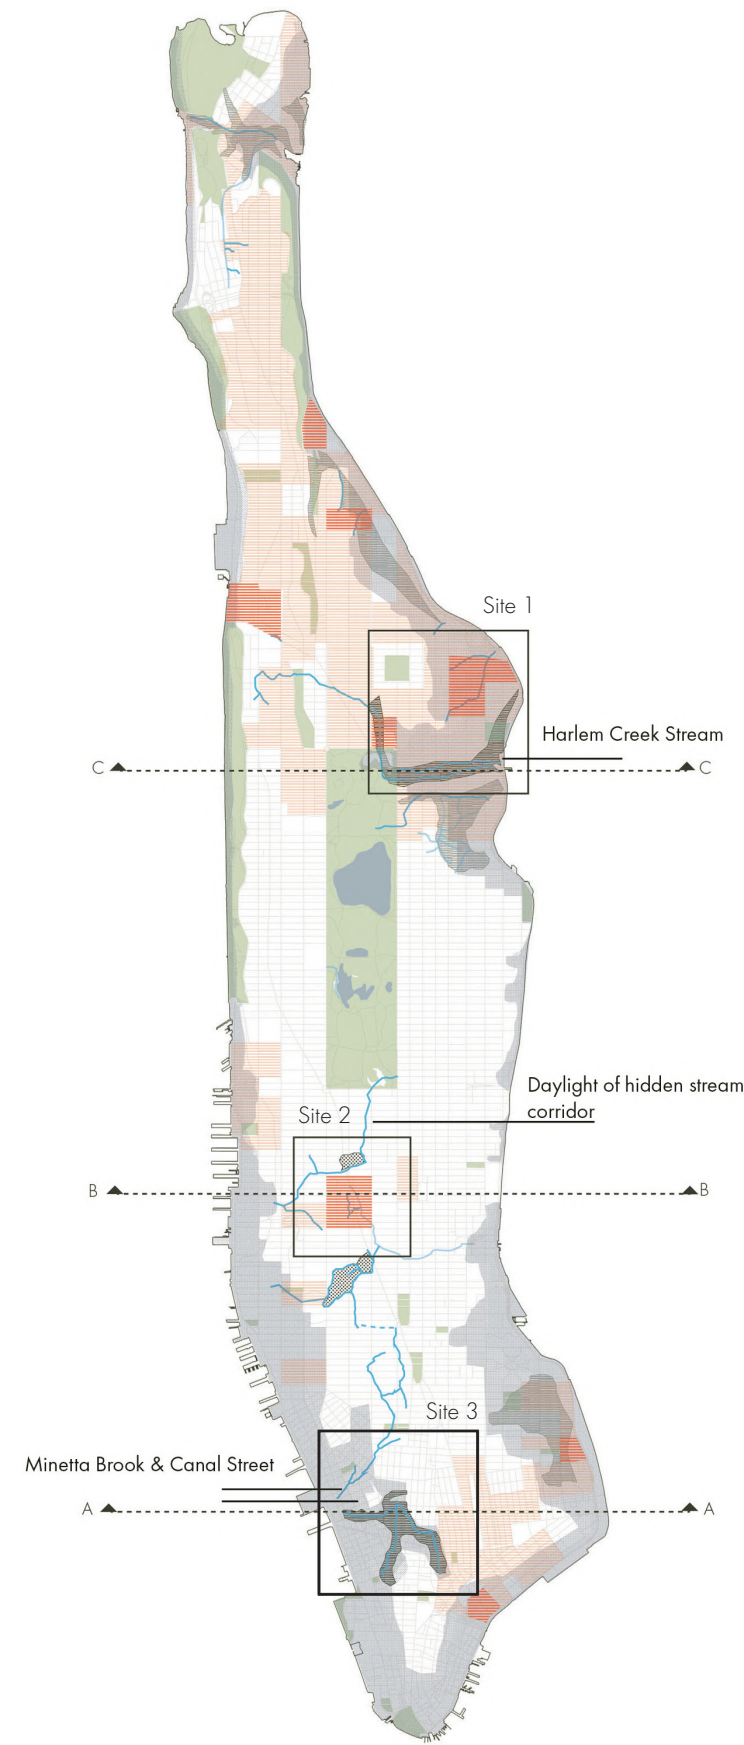 Site 1
Harlem Creek Stream
C
C
Daylight of hidden stream
corridor
Site 2
B
B
Site 3
Minetta Brook & Canal Street
A
A